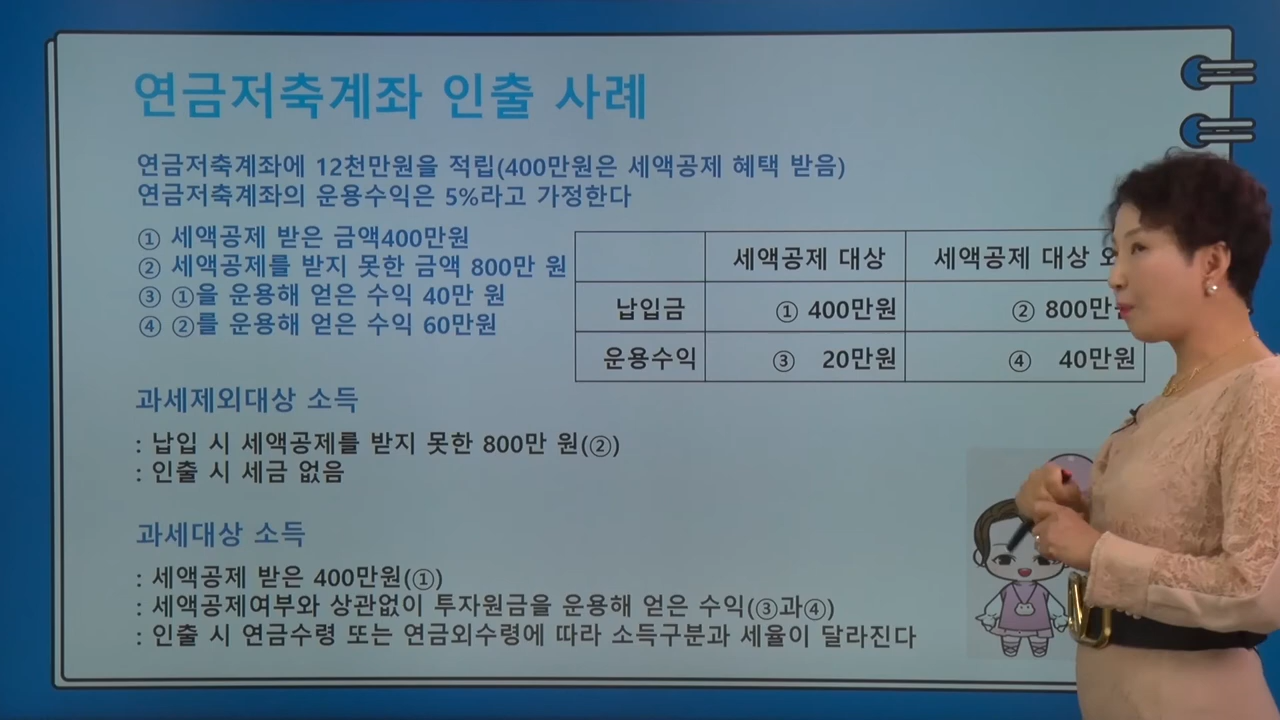 연금저축계좌 인출 사례
연금저축계좌에 12천만원을 적립(400만원은 세액공제 혜택 받음)
연금저축계좌의 운용수익은 5%라고 가정한다
① 세액공제 받은 금액400만원
② 세액공제를 받지 못한 금액 800만 원
③ ①을 운용해 얻은 수익 40만 원
④ ②를 운용해 얻은 수익 60만원
세액공제 대상 세액공제 대상
납입금 ① 400만원 ② 800만
운용수익 ③ 20만원 ④ 40만원
과세제외대상 소득
: 납입 시 세액공제를 받지 못한 800만 원(②)
: 인출 시 세금 없음
과세대상 소득
: 세액공제 받은 400만원(①)
: 세액공제여부와 상관없이 투자원금을 운용해 얻은 수익(③과④)
: 인출 시 연금수령 또는 연금외수령에 따라 소득구분과 세율이 달라진다